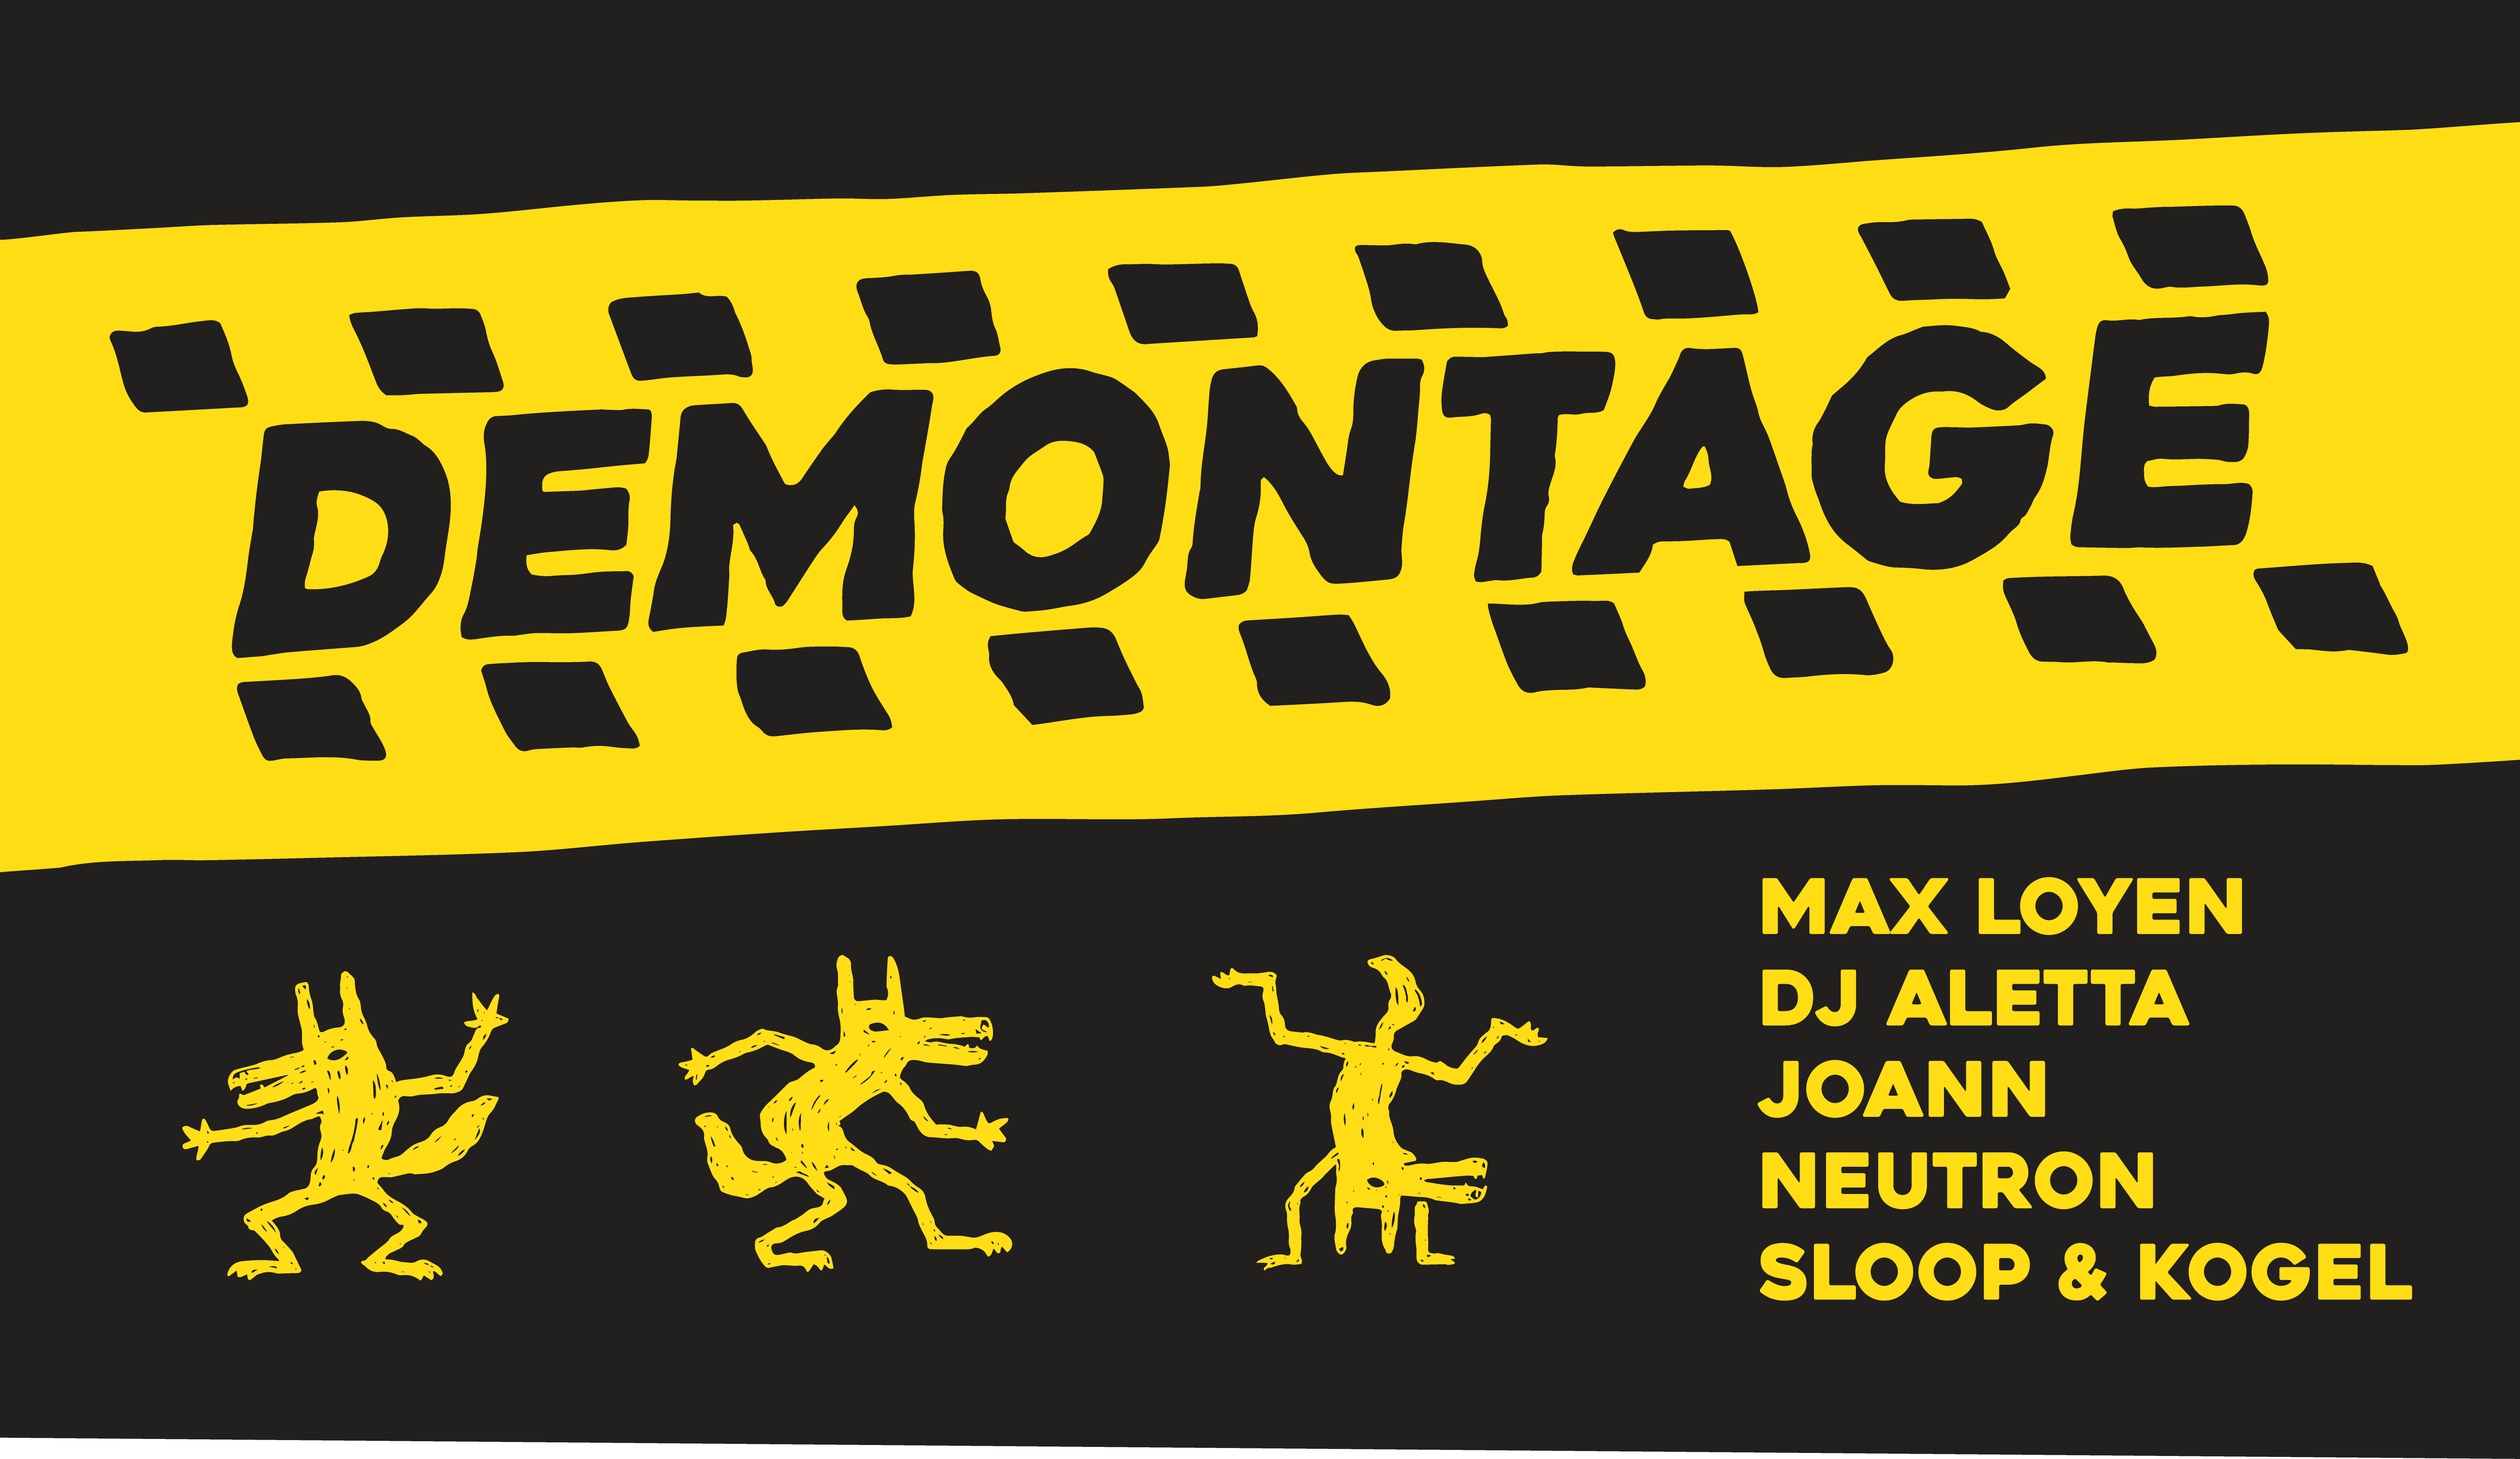 DEMONTAGE
MAX LOYEN
DJ ALETTA
JOANN
NEUTRON
SLOOP & KOGEL